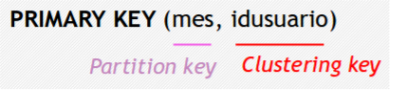 PRIMARY KEY (mes, idusuario)
Partition key Clustering key